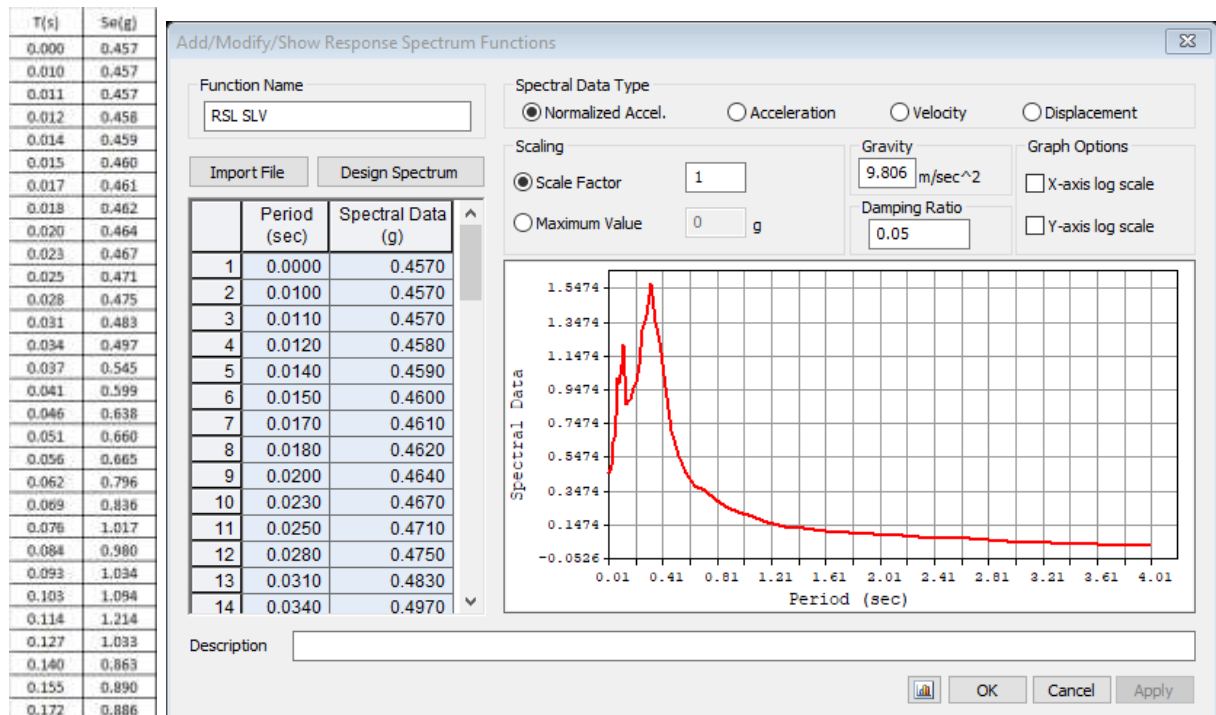 T(s) Se(g)
0.000 0.457
0.010 0.457
0.011 0.457
0.012 0.458
0.014 0.459
0.015 0.460
0.017 0.461
0.018 0.462
0.020 0.464
0.023 0.467
0.025 0.471
0.028 0.475
0.031 0.483
0.034 0.497
0.037 0.545
0.041 0.599
0.046 0.638
0.051 0.660
0.056 0.665
0.062 0.796
0.069 0.836
0.076 1.017
0.084 0.980
0.093 1.034
0.103 1.094
0.114 1.214
0.127 1.033
0.140 0.863
0.155 0.890
0.172 0.886
Add/Modify/Show Response Spectrum Functions
Function Name
RSL SLV
Import File Design Spectrum
Period (sec) Spectral Data (g)
1 0.0000 0.4570
2 0.0100 0.4570
3 0.0110 0.4570
4 0.0120 0.4580
5 0.0140 0.4590
6 0.0150 0.4600
7 0.0170 0.4610
8 0.0180 0.4620
9 0.0200 0.4640
10 0.0230 0.4670
11 0.0250 0.4710
12 0.0280 0.4750
13 0.0310 0.4830
14 0.0340 0.4970
Spectral Data Type
Normalized Accel. Acceleration Velocity Displacement
Scaling
Scale Factor 1
Maximum Value 0 g
Gravity
9.806 m/sec^2
Damping Ratio
0.05
Graph Options
X-axis log scale
Y-axis log scale
Spectral Data
1.5474
1.3474
1.1474
0.9474
0.7474
0.5474
0.3474
0.1474
-0.0526
0.01 0.41 0.81 1.21 1.61 2.01 2.41 2.81 3.21 3.61 4.01
Period (sec)
Description
OK Cancel Apply